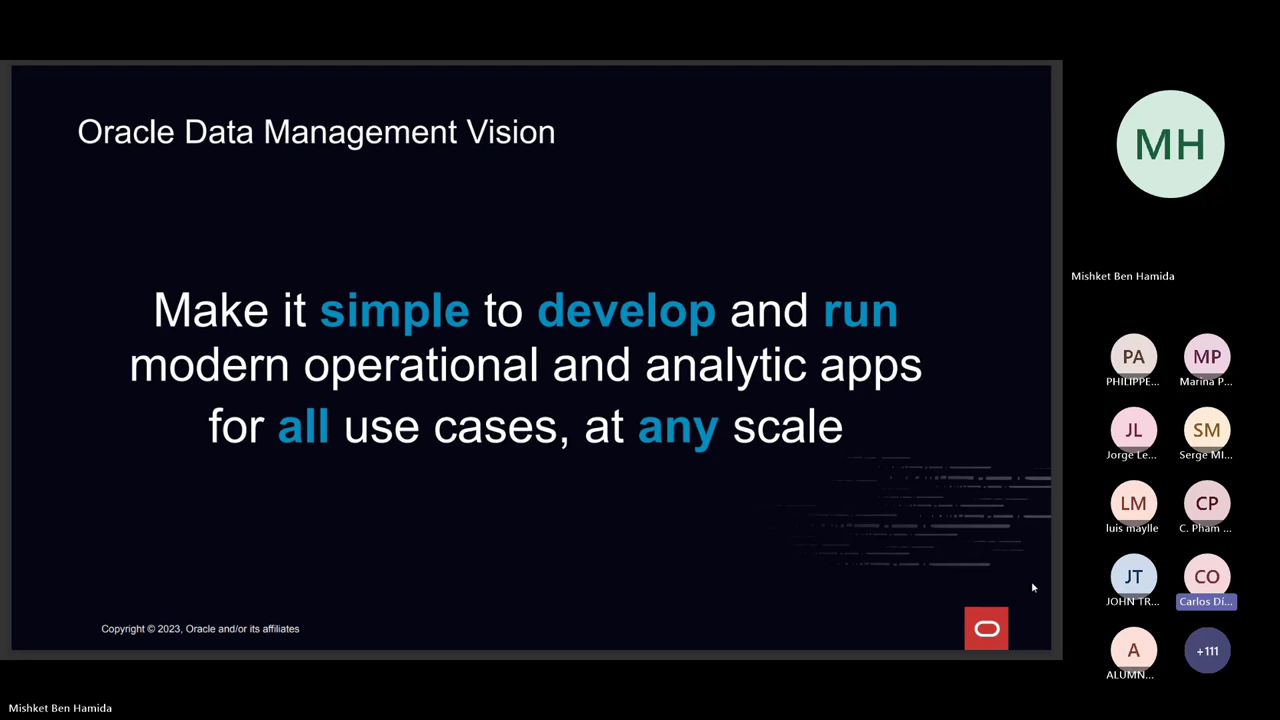 Oracle Data Management Vision
Make it simple to develop and run
modern operational and analytic apps
for all use cases, at any scale
Copyright © 2023, Oracle and/or its affiliates
MH
Mishket Ben Hamida
PA
MP
PHILIPPE...
Marina P...
JL
SM
Jorge Le...
Serge MI...
LM
CP
luis maylle
C. Pham ...
JT
CO
JOHN TR...
Carlos Dí...
A
+111
ALUMN...
Mishket Ben Hamida